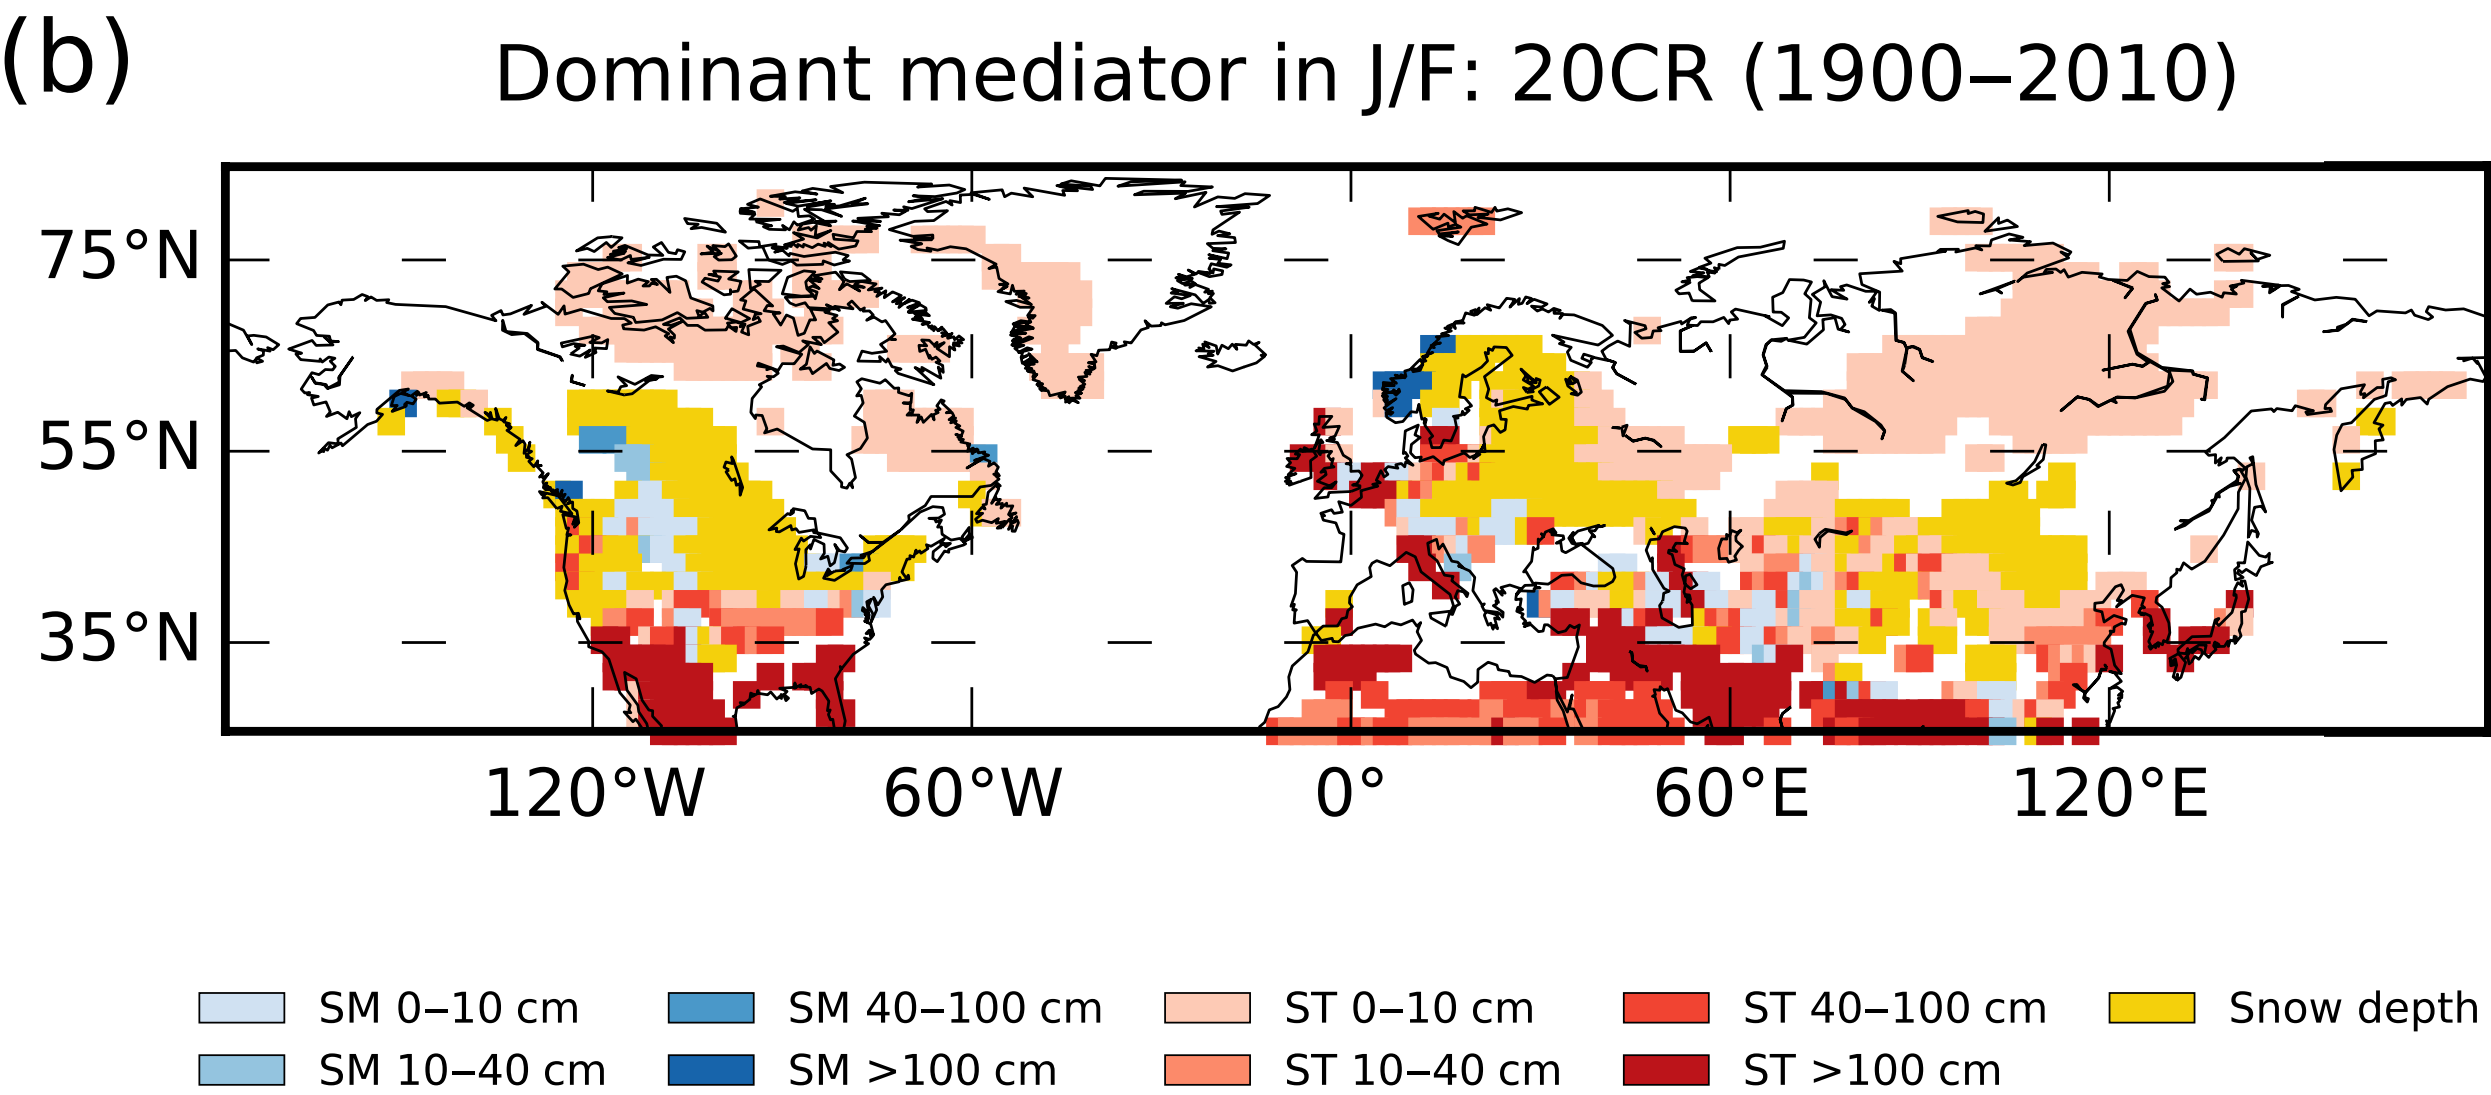 (b)
Dominant mediator in J/F: 20CR (1900–2010)
75°N
55°N
35°N
120°W 60°W 0° 60°E 120°E
SM 0–10 cm SM 40–100 cm ST 0–10 cm ST 40–100 cm Snow depth
SM 10–40 cm SM >100 cm ST 10–40 cm ST >100 cm